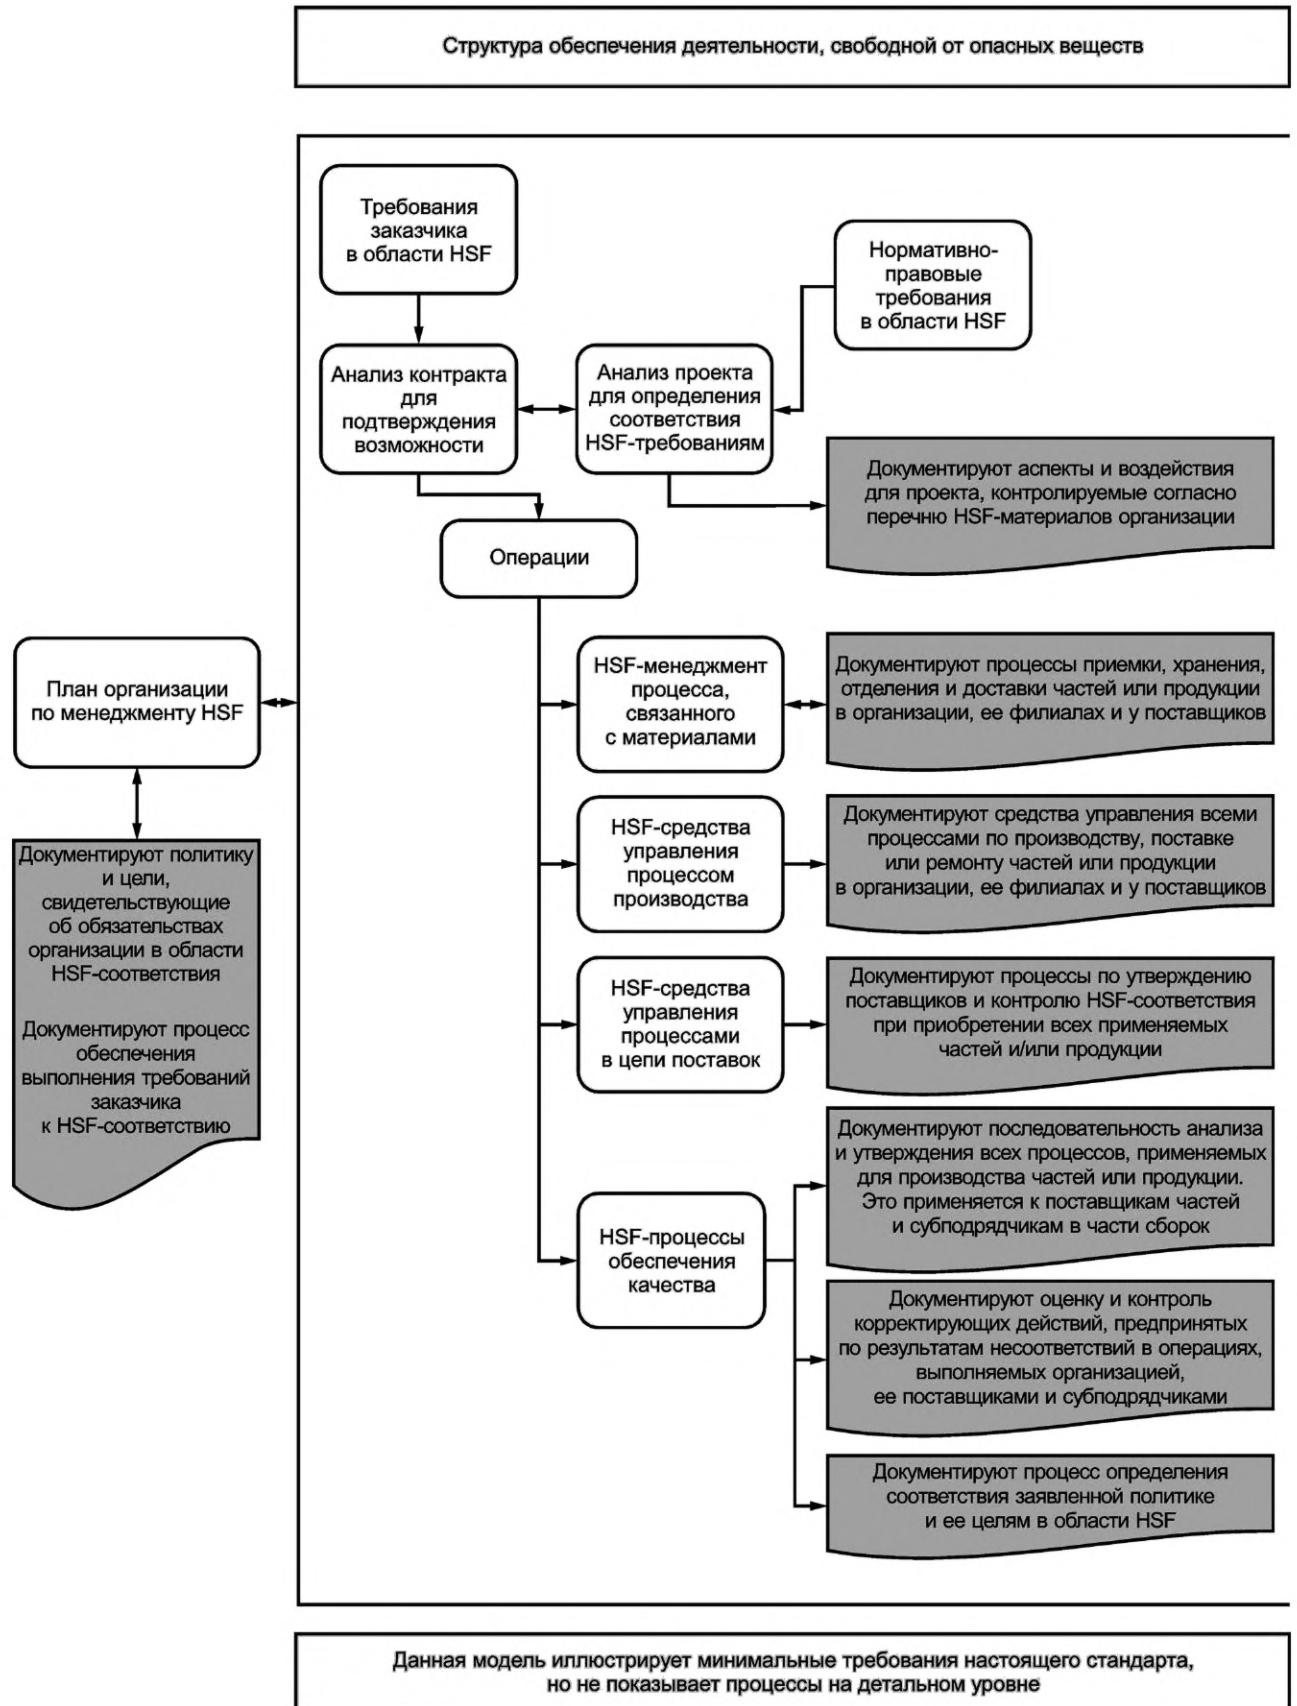 Структура обеспечения деятельности, свободной от опасных веществ
Требования
заказчика
в области HSF
Нормативно-
правовые
требования
в области HSF
Анализ контракта
для
подтверждения
возможности
Анализ проекта
для определения
соответствия
HSF-требованиям
Документируют аспекты и воздействия
для проекта, контролируемые согласно
перечню HSF-материалов организации
Операции
План организации
по менеджменту HSF
HSF-менеджмент
процесса,
связанного
с материалами
Документируют процессы приемки, хранения,
отделения и доставки частей или продукции
в организации, ее филиалах и у поставщиков
Документируют политику
и цели,
свидетельствующие
об обязательствах
организации в области
HSF-соответствия
Документируют процесс
обеспечения
выполнения требований
заказчика
к HSF-соответствию
HSF-средства
управления
процессом
производства
Документируют средства управления всеми
процессами по производству, поставке
или ремонту частей или продукции
в организации, ее филиалах и у поставщиков
HSF-средства
управления
процессами
в цепи поставок
Документируют процессы по утверждению
поставщиков и контролю HSF-соответствия
при приобретении всех применяемых
частей и/или продукции
HSF-процессы
обеспечения
качества
Документируют последовательность анализа
и утверждения всех процессов, применяемых
для производства частей или продукции.
Это применяется к поставщикам частей
и субподрядчикам в части сборок
Документируют оценку и контроль
корректирующих действий, предпринятых
по результатам несоответствий в операциях,
выполняемых организацией,
ее поставщиками и субподрядчиками
Документируют процесс определения
соответствия заявленной политике
и ее целям в области HSF
Данная модель иллюстрирует минимальные требования настоящего стандарта,
но не показывает процессы на детальном уровне